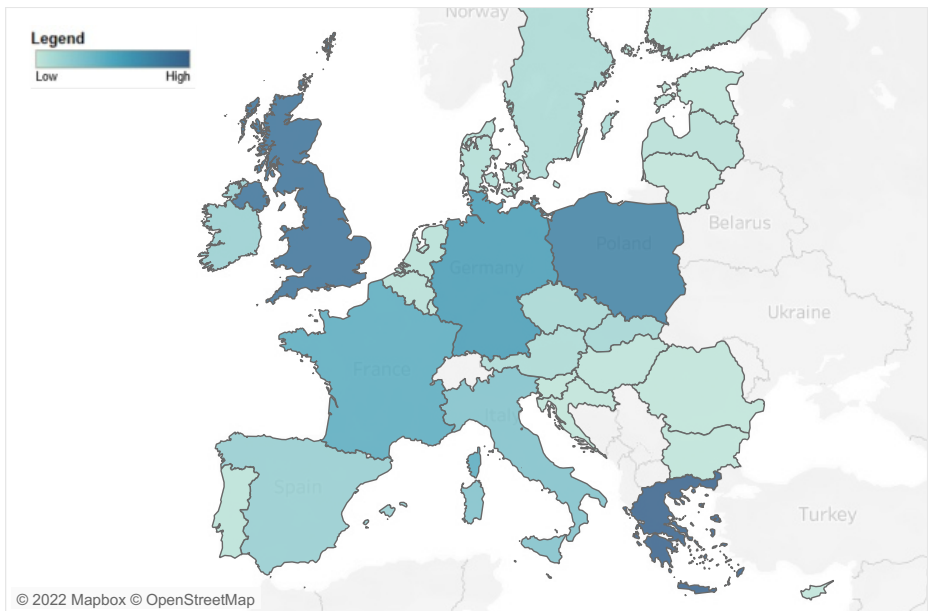 Norway
Legend
Low High
Belarus
Poland
Germany
Ukraine
France
Italy
Spain
Turkey
© 2022 Mapbox © OpenStreetMap